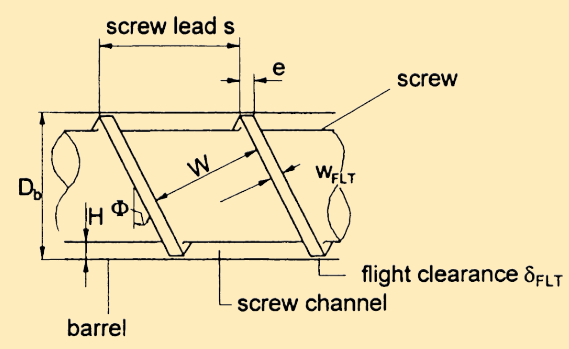 screw lead s
e
screw
D_b
W
w_FLT
H
Φ
flight clearance δ_FLT
screw channel
barrel